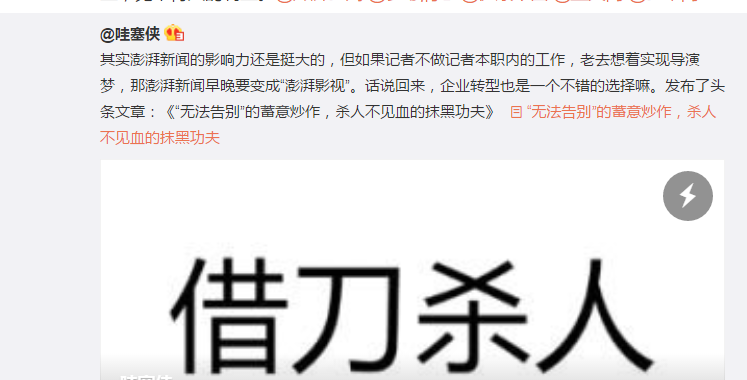 @哇塞侠
其实澎湃新闻的影响力还是挺大的，但如果记者不做记者本职内的工作，老去想着实现导演
梦，那澎湃新闻早晚要变成“澎湃影视”。话说回来，企业转型也是一个不错的选择嘛。发布了头
条文章：《“无法告别”的蓄意炒作，杀人不见血的抹黑功夫》 “无法告别”的蓄意炒作，杀人
不见血的抹黑功夫
借刀杀人